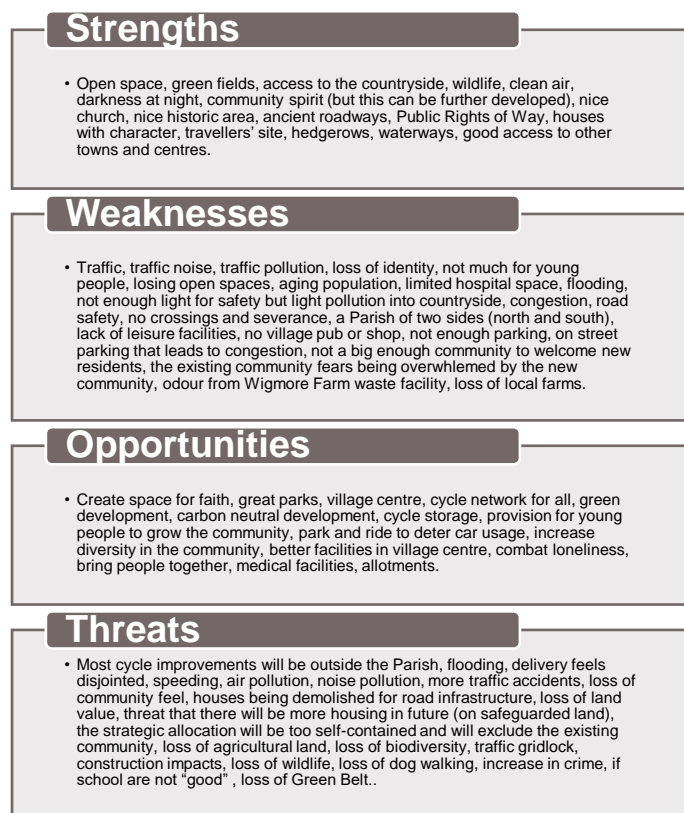 Strengths
• Open space, green fields, access to the countryside, wildlife, clean air,
darkness at night, community spirit (but this can be further developed), nice
church, nice historic area, ancient roadways, Public Rights of Way, houses
with character, travellers' site, hedgerows, waterways, good access to other
towns and centres.
Weaknesses
• Traffic, traffic noise, traffic pollution, loss of identity, not much for young
people, losing open spaces, aging population, limited hospital space, flooding,
not enough light for safety but light pollution into countryside, congestion, road
safety, no crossings and severance, a Parish of two sides (north and south),
lack of leisure facilities, no village pub or shop, not enough parking, on street
parking that leads to congestion, not a big enough community to welcome new
residents, the existing community fears being overwhlemed by the new
community, odour from Wigmore Farm waste facility, loss of local farms.
Opportunities
• Create space for faith, great parks, village centre, cycle network for all, green
development, carbon neutral development, cycle storage, provision for young
people to grow the community, park and ride to deter car usage, increase
diversity in the community, better facilities in village centre, combat loneliness,
bring people together, medical facilities, allotments.
Threats
• Most cycle improvements will be outside the Parish, flooding, delivery feels
disjointed, speeding, air pollution, noise pollution, more traffic accidents, loss of
community feel, houses being demolished for road infrastructure, loss of land
value, threat that there will be more housing in future (on safeguarded land),
the strategic allocation will be too self-contained and will exclude the existing
community, loss of agricultural land, loss of biodiversity, traffic gridlock,
construction impacts, loss of wildlife, loss of dog walking, increase in crime, if
school are not "good" , loss of Green Belt..